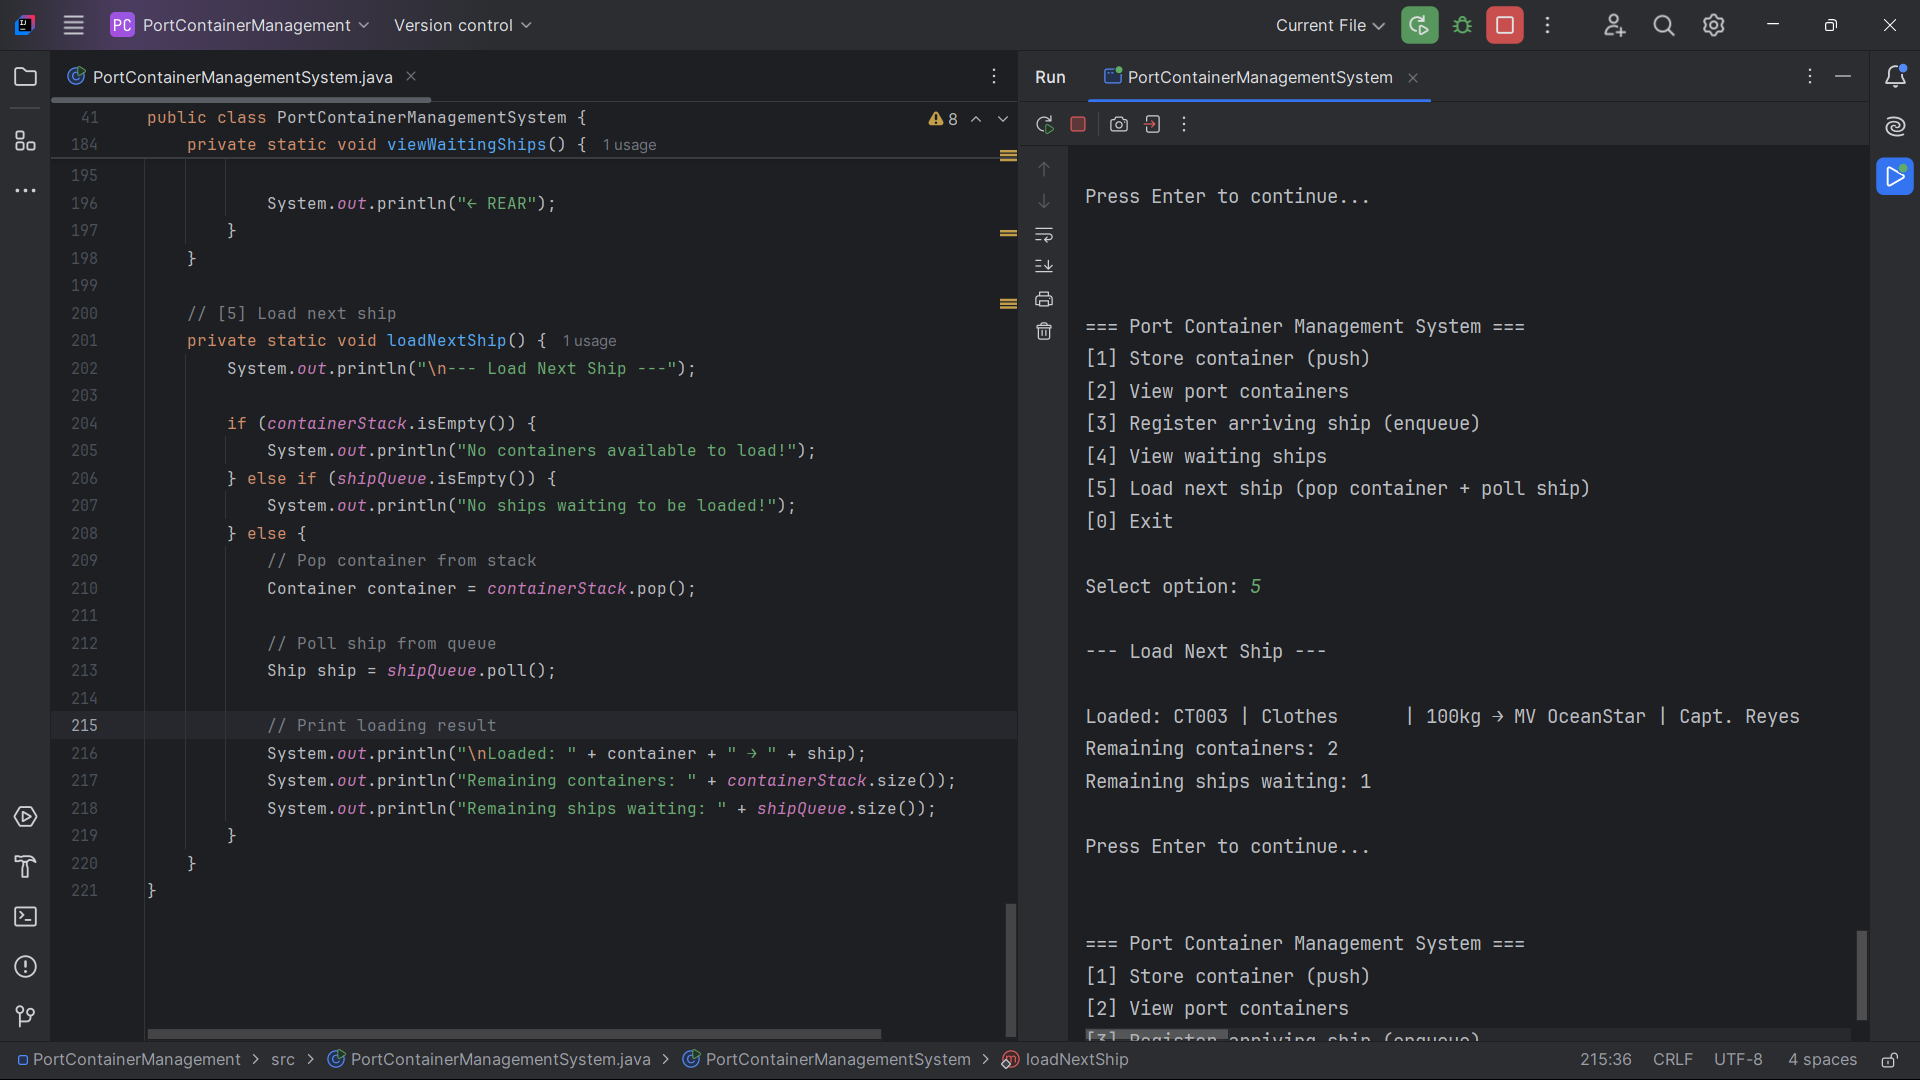 PC PortContainerManagement Version control Current File
PortContainerManagementSystem.java
Run PortContainerManagementSystem
41 public class PortContainerManagementSystem { 8
184 private static void viewWaitingShips() { 1 usage
195
196 System.out.println("← REAR");
197 }
198 }
199
200 // [5] Load next ship
201 private static void loadNextShip() { 1 usage
202 System.out.println("\n--- Load Next Ship ---");
203
204 if (containerStack.isEmpty()) {
205 System.out.println("No containers available to load!");
206 } else if (shipQueue.isEmpty()) {
207 System.out.println("No ships waiting to be loaded!");
208 } else {
209 // Pop container from stack
210 Container container = containerStack.pop();
211
212 // Poll ship from queue
213 Ship ship = shipQueue.poll();
214
215 // Print loading result
216 System.out.println("\nLoaded: " + container + " → " + ship);
217 System.out.println("Remaining containers: " + containerStack.size());
218 System.out.println("Remaining ships waiting: " + shipQueue.size());
219 }
220 }
221 }
Press Enter to continue...
=== Port Container Management System ===
[1] Store container (push)
[2] View port containers
[3] Register arriving ship (enqueue)
[4] View waiting ships
[5] Load next ship (pop container + poll ship)
[0] Exit
Select option: 5
--- Load Next Ship ---
Loaded: CT003 | Clothes | 100kg → MV OceanStar | Capt. Reyes
Remaining containers: 2
Remaining ships waiting: 1
Press Enter to continue...
=== Port Container Management System ===
[1] Store container (push)
[2] View port containers
[3] Register arriving ship (enqueue)
PortContainerManagement > src > PortContainerManagementSystem.java > PortContainerManagementSystem > loadNextShip 215:36 CRLF UTF-8 4 spaces